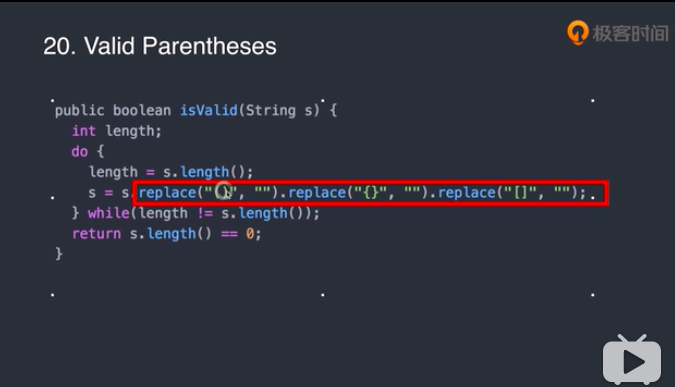 20. Valid Parentheses
极客时间
public boolean isValid(String s) {
int length;
do {
length = s.length();
s = s.replace("()", "").replace("{}", "").replace("[]", "");
} while(length != s.length());
return s.length() == 0;
}